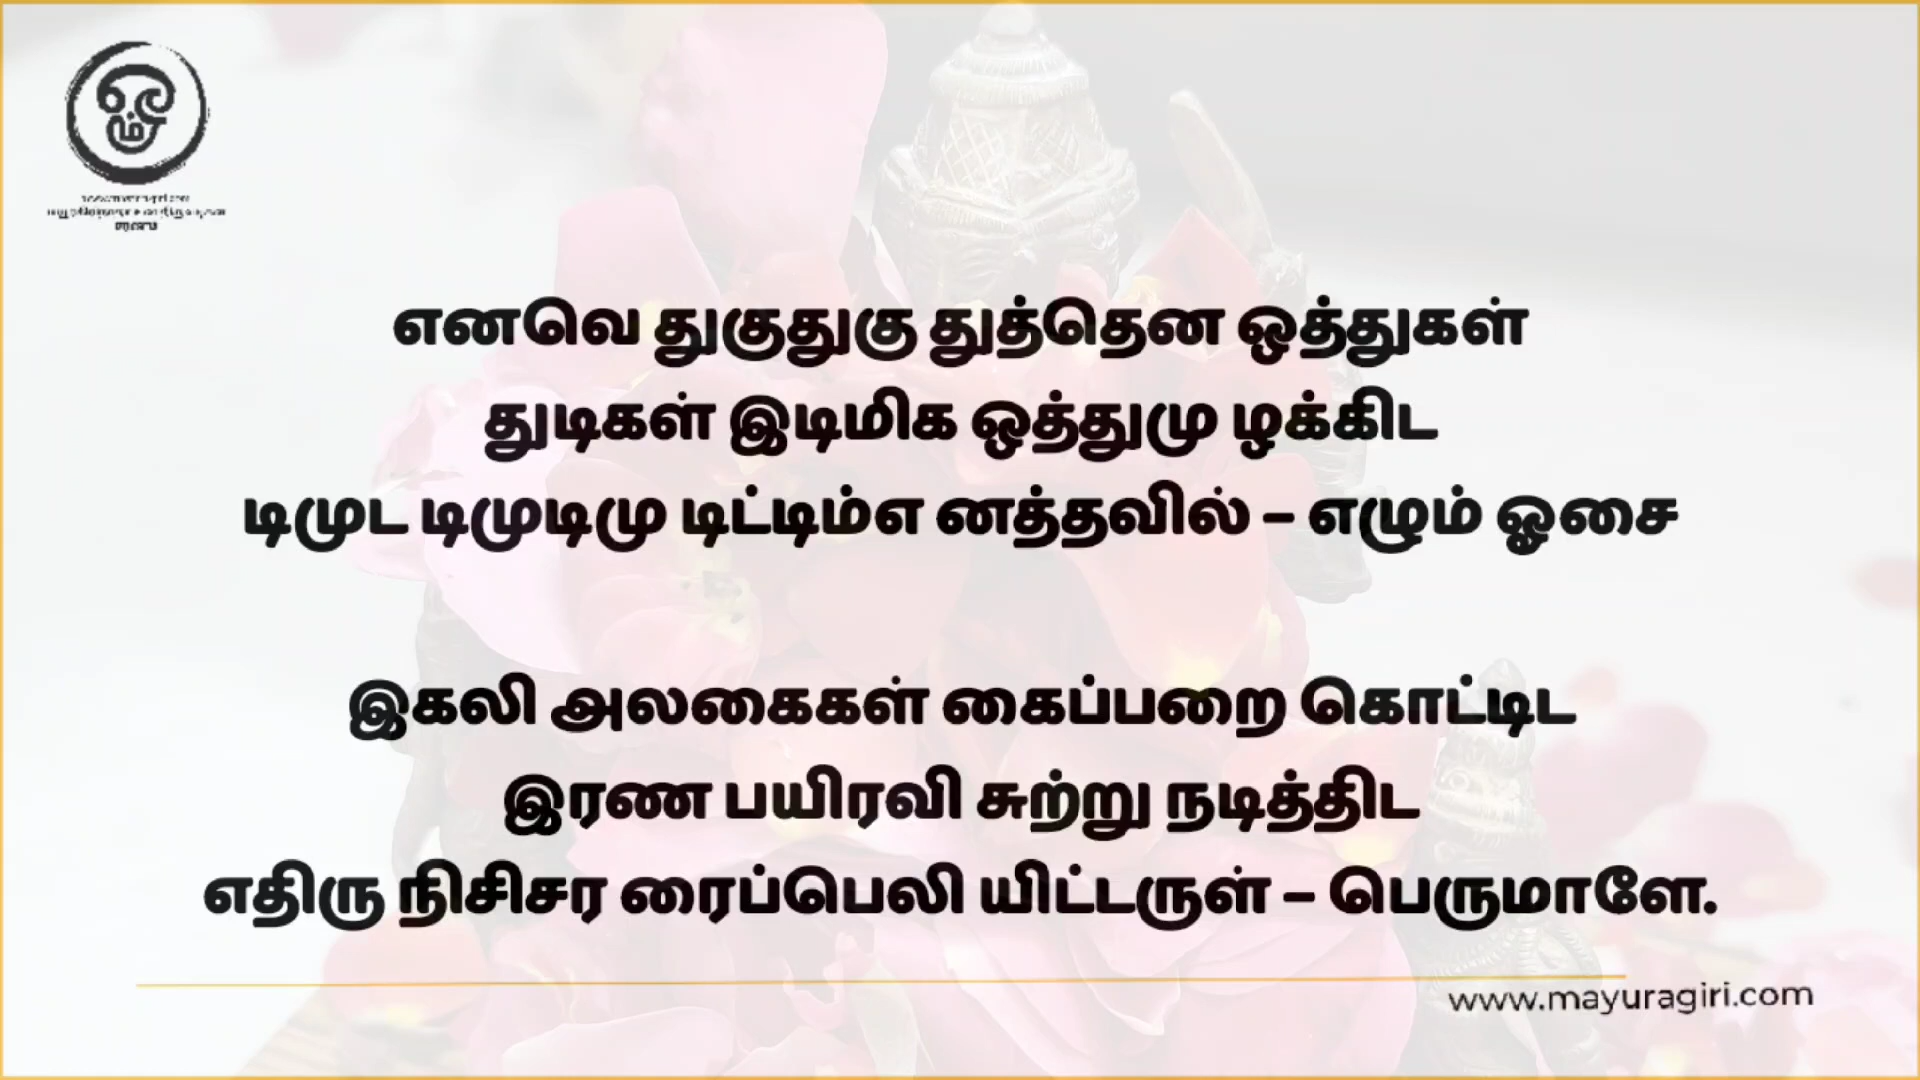 எனவெ துகுதுகு துத்தென ஒத்துகள்
துடிகள் இடிமிக ஒத்துமு ழக்கிட
டிமுட டிமுடிமு டிட்டிம்எ னத்தவில் – எழும் ஓசை
இகலி அலகைகள் கைப்பறை கொட்டிட
இரண பயிரவி சுற்று நடித்திட
எதிரு நிசிசர ரைப்பெலி யிட்டருள் – பெருமாளே.
www.mayuragiri.com